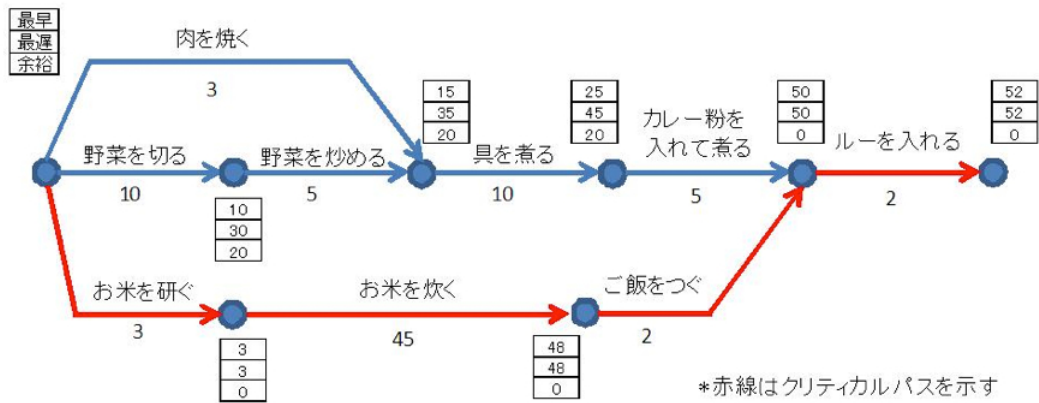 最早
最遅
余裕
肉を焼く
3
15
35
20
25
45
20
カレー粉を
入れて煮る
50
50
0
ルーを入れる
52
52
0
野菜を切る
10
野菜を炒める
5
具を煮る
10
5
2
10
30
20
お米を研ぐ
3
お米を炊く
45
ご飯をつぐ
2
3
3
0
48
48
0
*赤線はクリティカルパスを示す